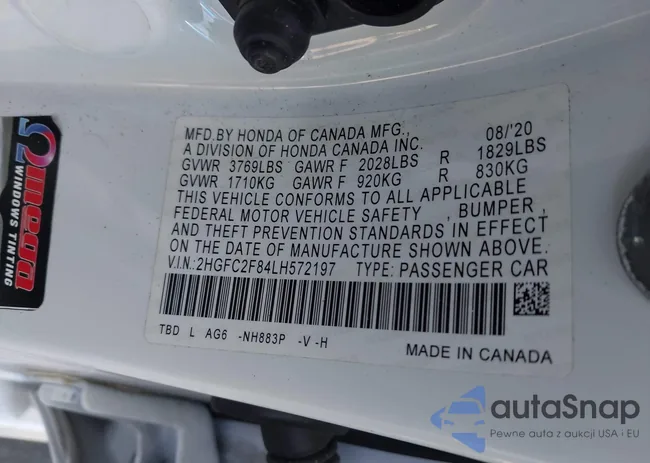 MFD.BY HONDA OF CANADA MFG., 08/'20
A DIVISION OF HONDA CANADA INC.
GVWR 3769LBS GAWR F 2028LBS R 1829LBS
GVWR 1710KG GAWR F 920KG R 830KG
THIS VEHICLE CONFORMS TO ALL APPLICABLE
FEDERAL MOTOR VEHICLE SAFETY , BUMPER ,
AND THEFT PREVENTION STANDARDS IN EFFECT
ON THE DATE OF MANUFACTURE SHOWN ABOVE.
V.I.N.:2HGFC2F84LH572197 TYPE: PASSENGER CAR
TBD L AG6 -NH883P -V -H
MADE IN CANADA
Omega
WINDOWS TINTING
autaSnap
Pewne auta z aukcji USA i EU